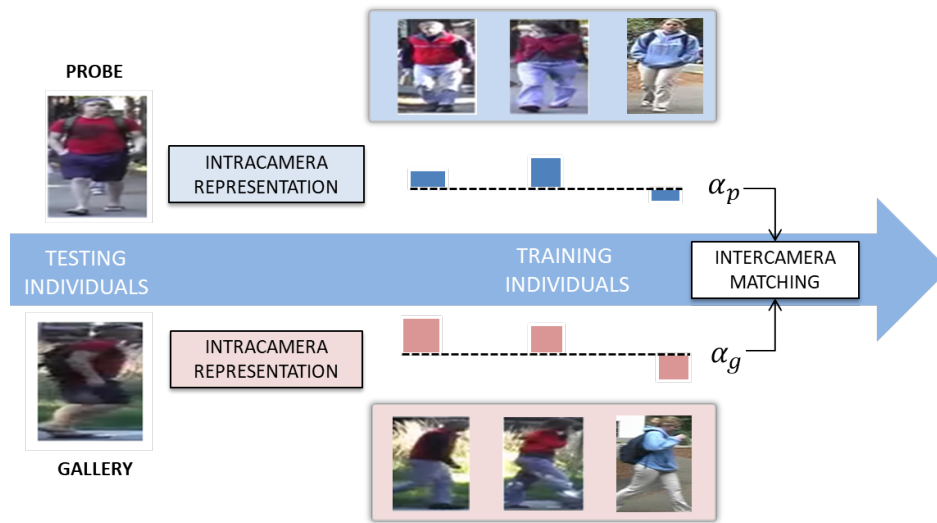 PROBE
INTRACAMERA
REPRESENTATION
α_p
TESTING
INDIVIDUALS
TRAINING
INDIVIDUALS
INTERCAMERA
MATCHING
INTRACAMERA
REPRESENTATION
α_g
GALLERY